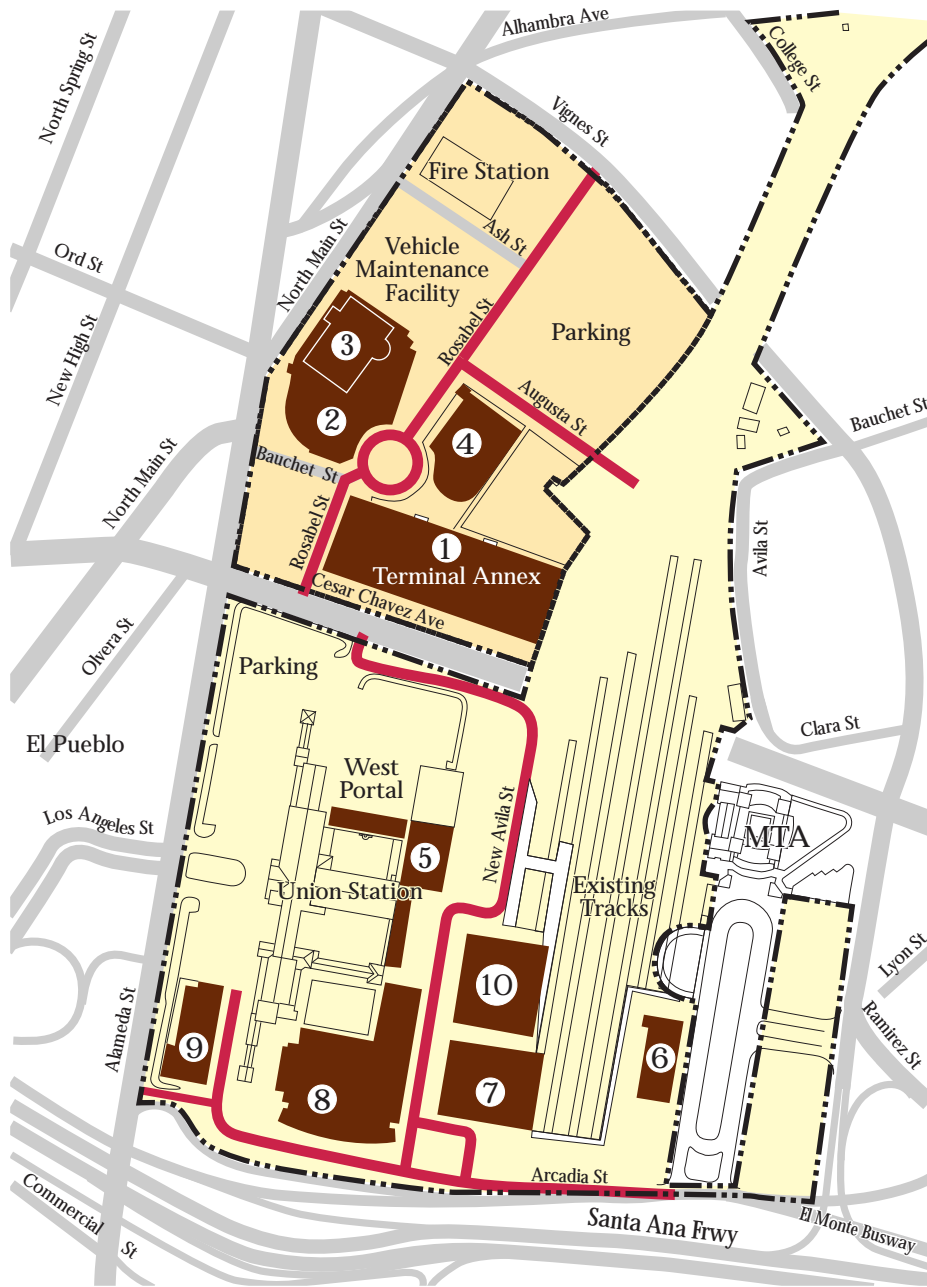 Alhambra Ave
College St
North Spring St
Vignes St
Fire Station
Ash St
Ord St
North Main St
Vehicle
Maintenance
Facility
Rosabel St
Parking
New High St
3
Augusta St
2
4
Bauchet St
North Main St
Bauchet St
Rosabel St
Avila St
1
Terminal Annex
Cesar Chavez Ave
Olvera St
Parking
Clara St
El Pueblo
West
Portal
New Avila St
Los Angeles St
MTA
5
Union Station
Existing
Tracks
Lyon St
10
Alameda St
Ramirez St
9
6
8
7
Arcadia St
Commercial St
Santa Ana Frwy
El Monte Busway